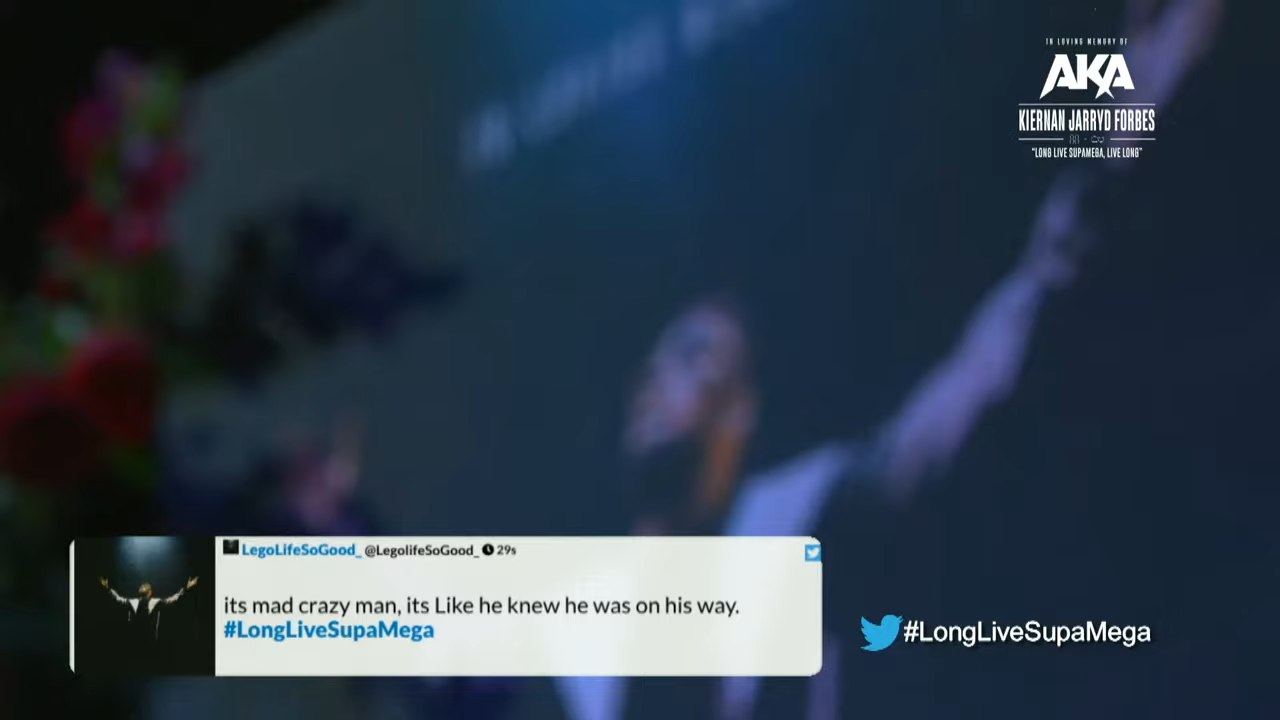 IN LOVING MEMORY OF
AKA
KIERNAN JARRYD FORBES
"LONG LIVE SUPAMEGA, LIVE LONG"
LegoLifeSoGood_ @LegolifeSoGood_ 29s
its mad crazy man, its Like he knew he was on his way.
#LongLiveSupaMega
#LongLiveSupaMega